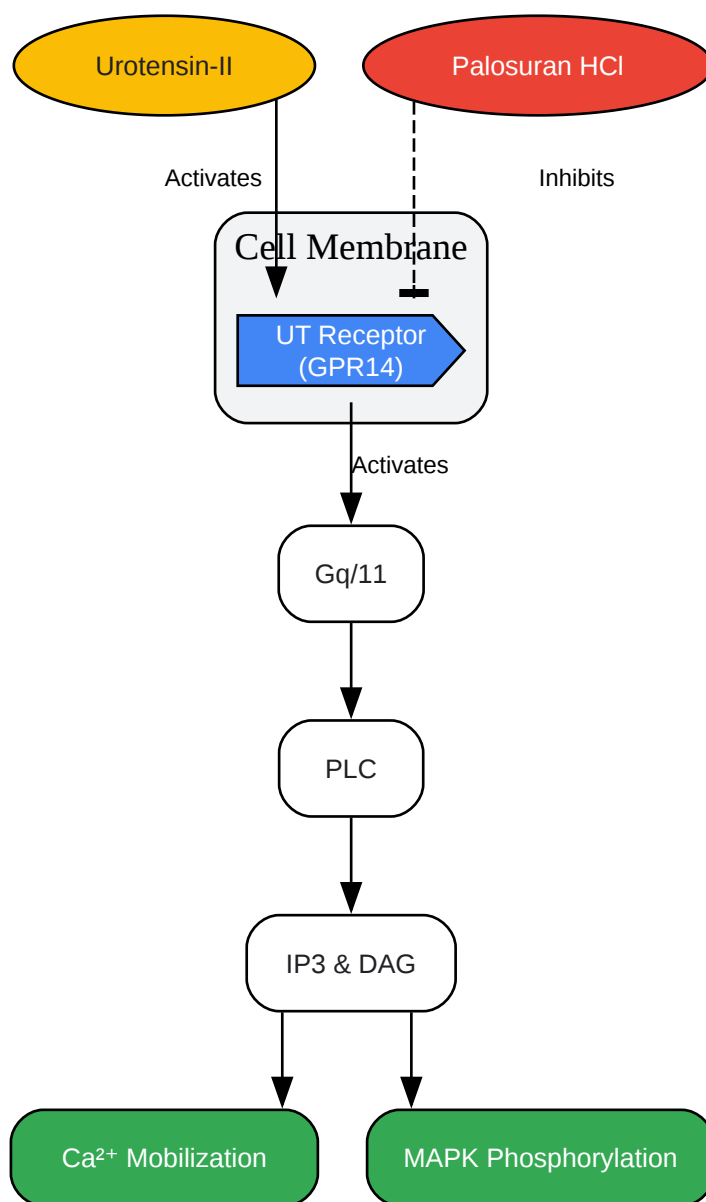 Urotensin-II
Palosuran HCl
Activates
Inhibits
Cell Membrane
UT Receptor
(GPR14)
Activates
Gq/11
PLC
IP3 & DAG
Ca²⁺ Mobilization
MAPK Phosphorylation